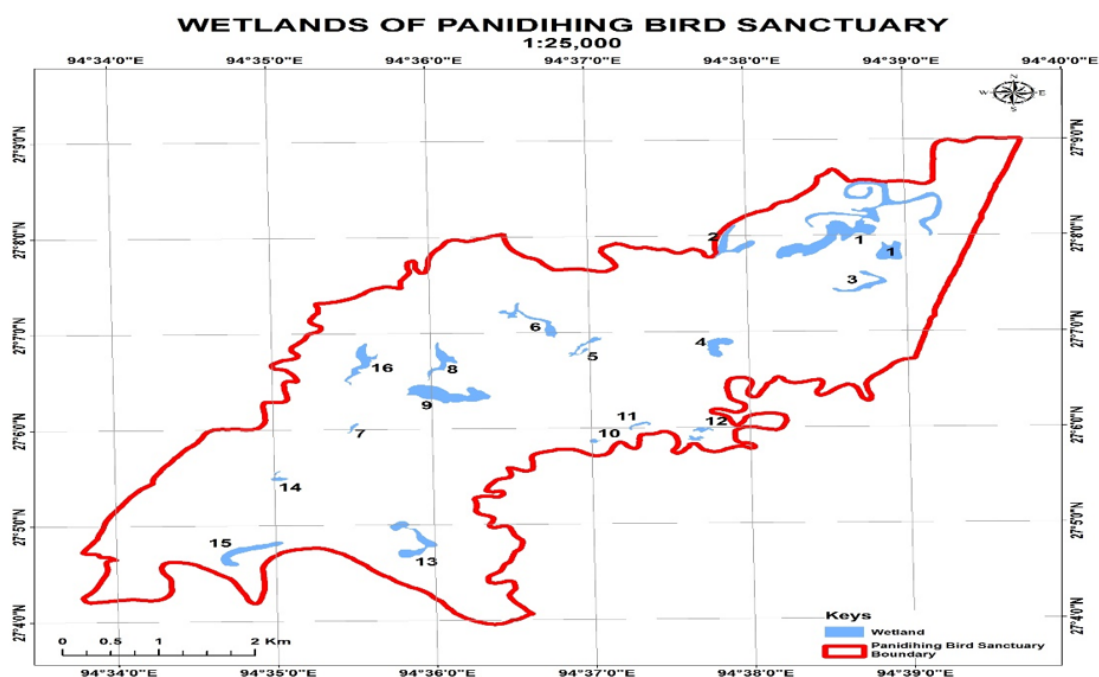 WETLANDS OF PANIDIHING BIRD SANCTUARY
1:25,000
94°34'0"E 94°35'0"E 94°36'0"E 94°37'0"E 94°38'0"E 94°39'0"E 94°40'0"E
N
W E
S
27°9'0"N 27°9'0"N
27°8'0"N 27°8'0"N
2 1
1
3
27°7'0"N 27°7'0"N
6
4
5
16 8
9
27°6'0"N 27°6'0"N
11 12
7 10
14
27°5'0"N 27°5'0"N
15
13
27°4'0"N 27°4'0"N
Keys
Wetland
Panidihing Bird Sanctuary
Boundary
0 0.5 1 2 Km
94°34'0"E 94°35'0"E 94°36'0"E 94°37'0"E 94°38'0"E 94°39'0"E